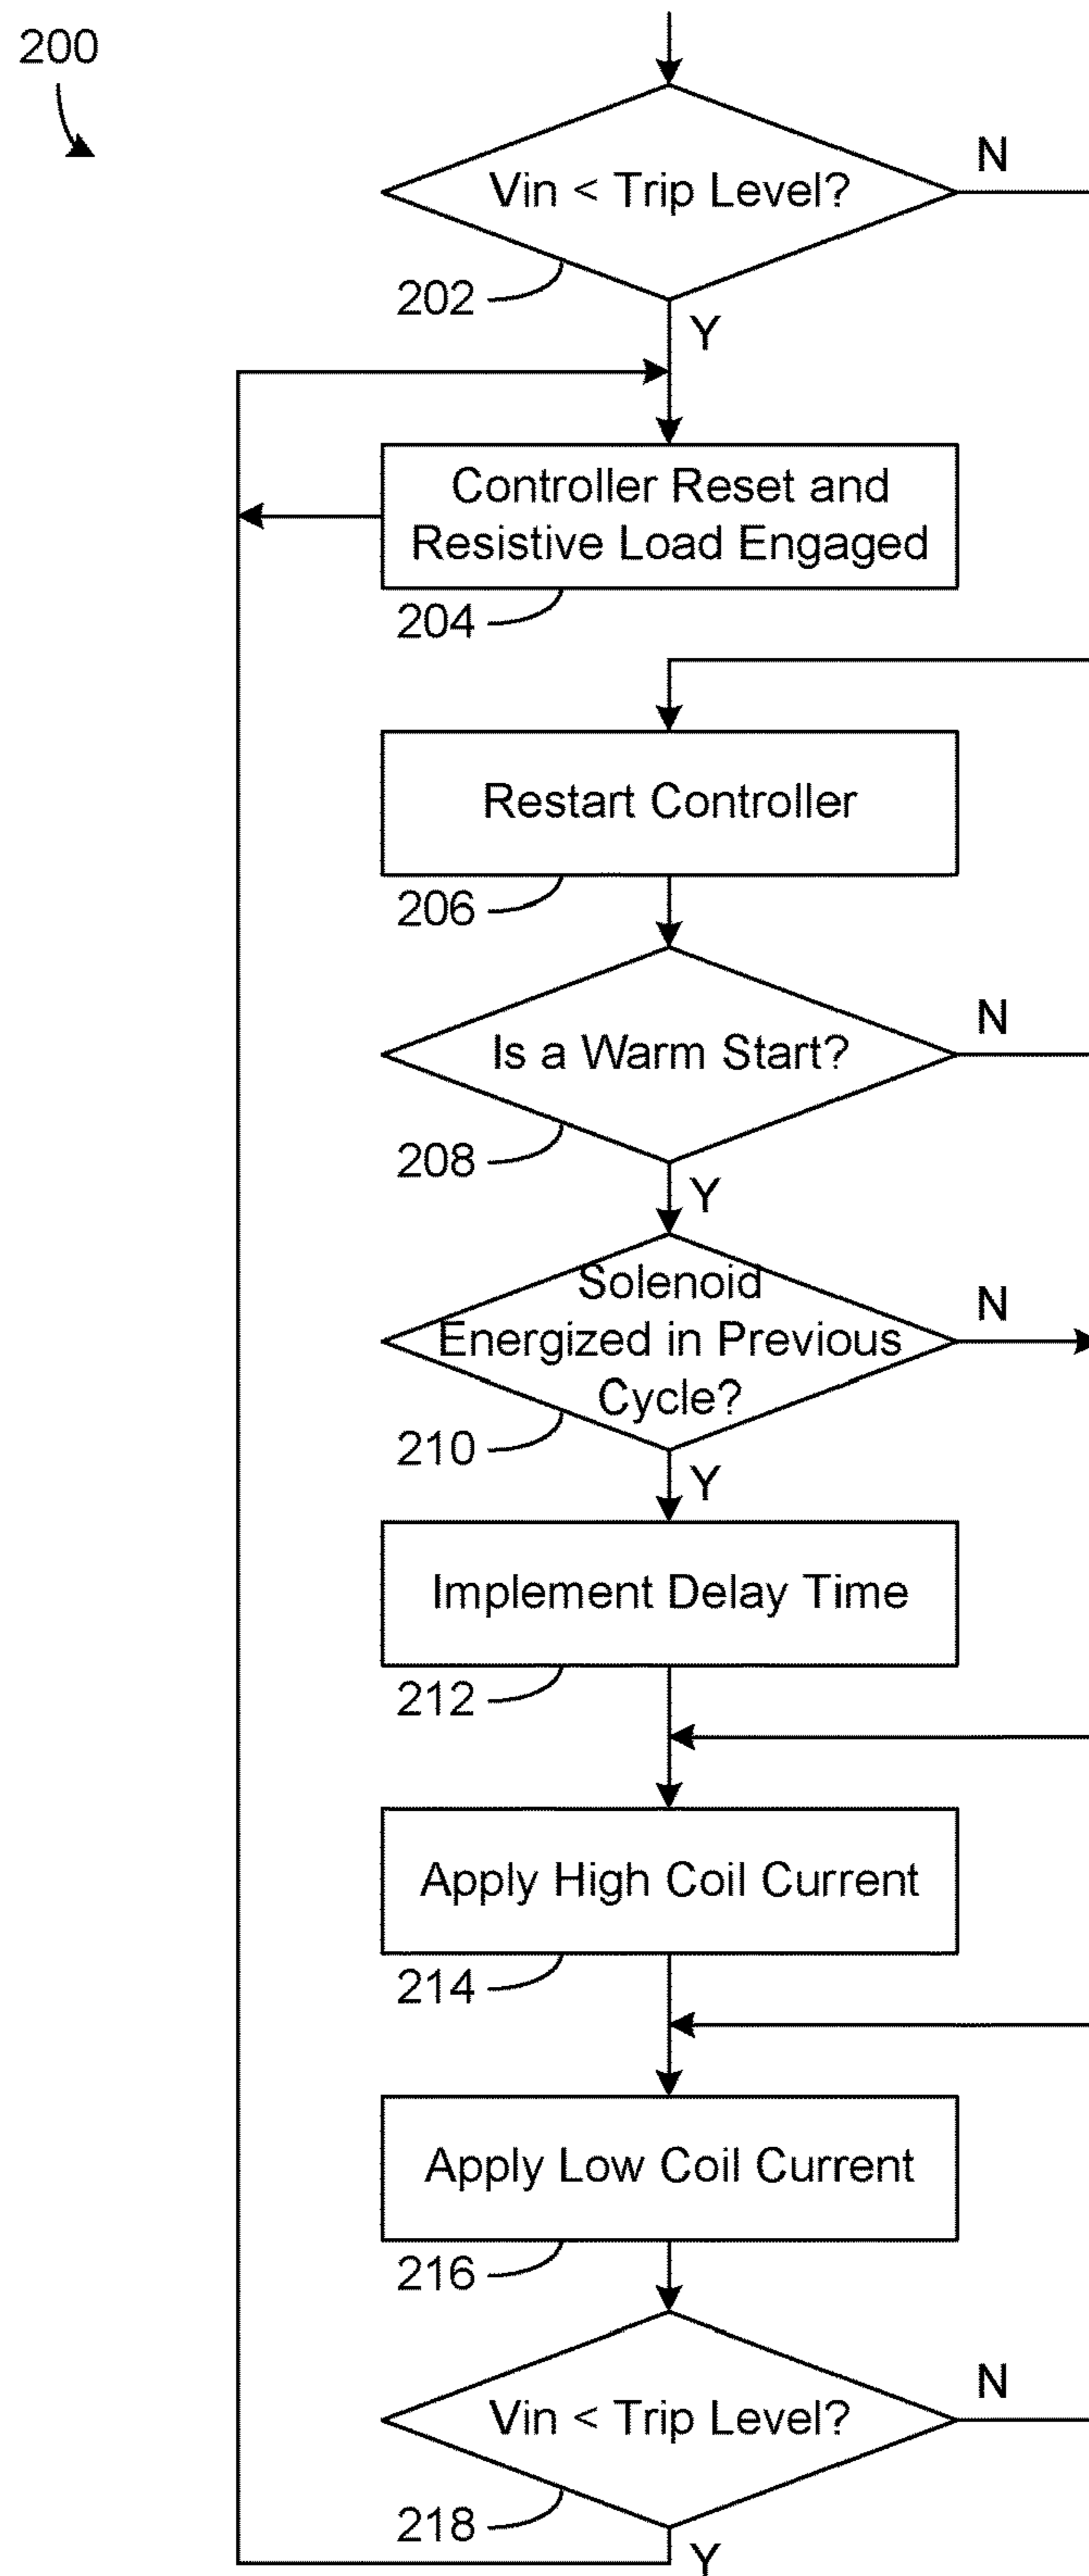 200
Vin < Trip Level?
N
202
Y
Controller Reset and
Resistive Load Engaged
204
Restart Controller
206
Is a Warm Start?
N
208
Y
Solenoid
Energized in Previous
Cycle?
N
210
Y
Implement Delay Time
212
Apply High Coil Current
214
Apply Low Coil Current
216
Vin < Trip Level?
N
218
Y